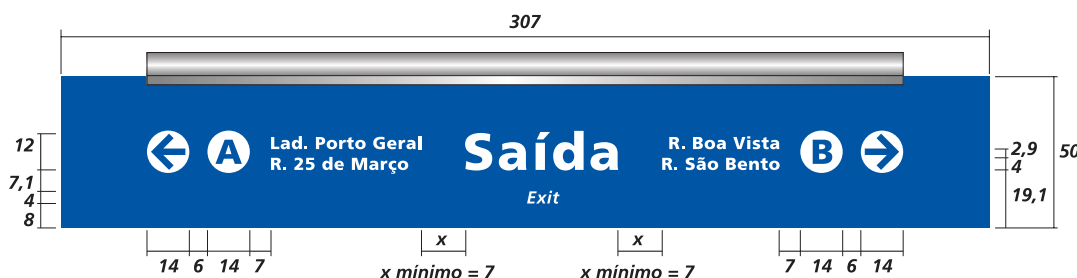 307
12
7,1
4
8
A
Lad. Porto Geral
R. 25 de Março
Saída
Exit
R. Boa Vista
R. São Bento
B
2,9
4
19,1
50
14
6
14
7
x
x mínimo = 7
x
x mínimo = 7
7
14
6
14